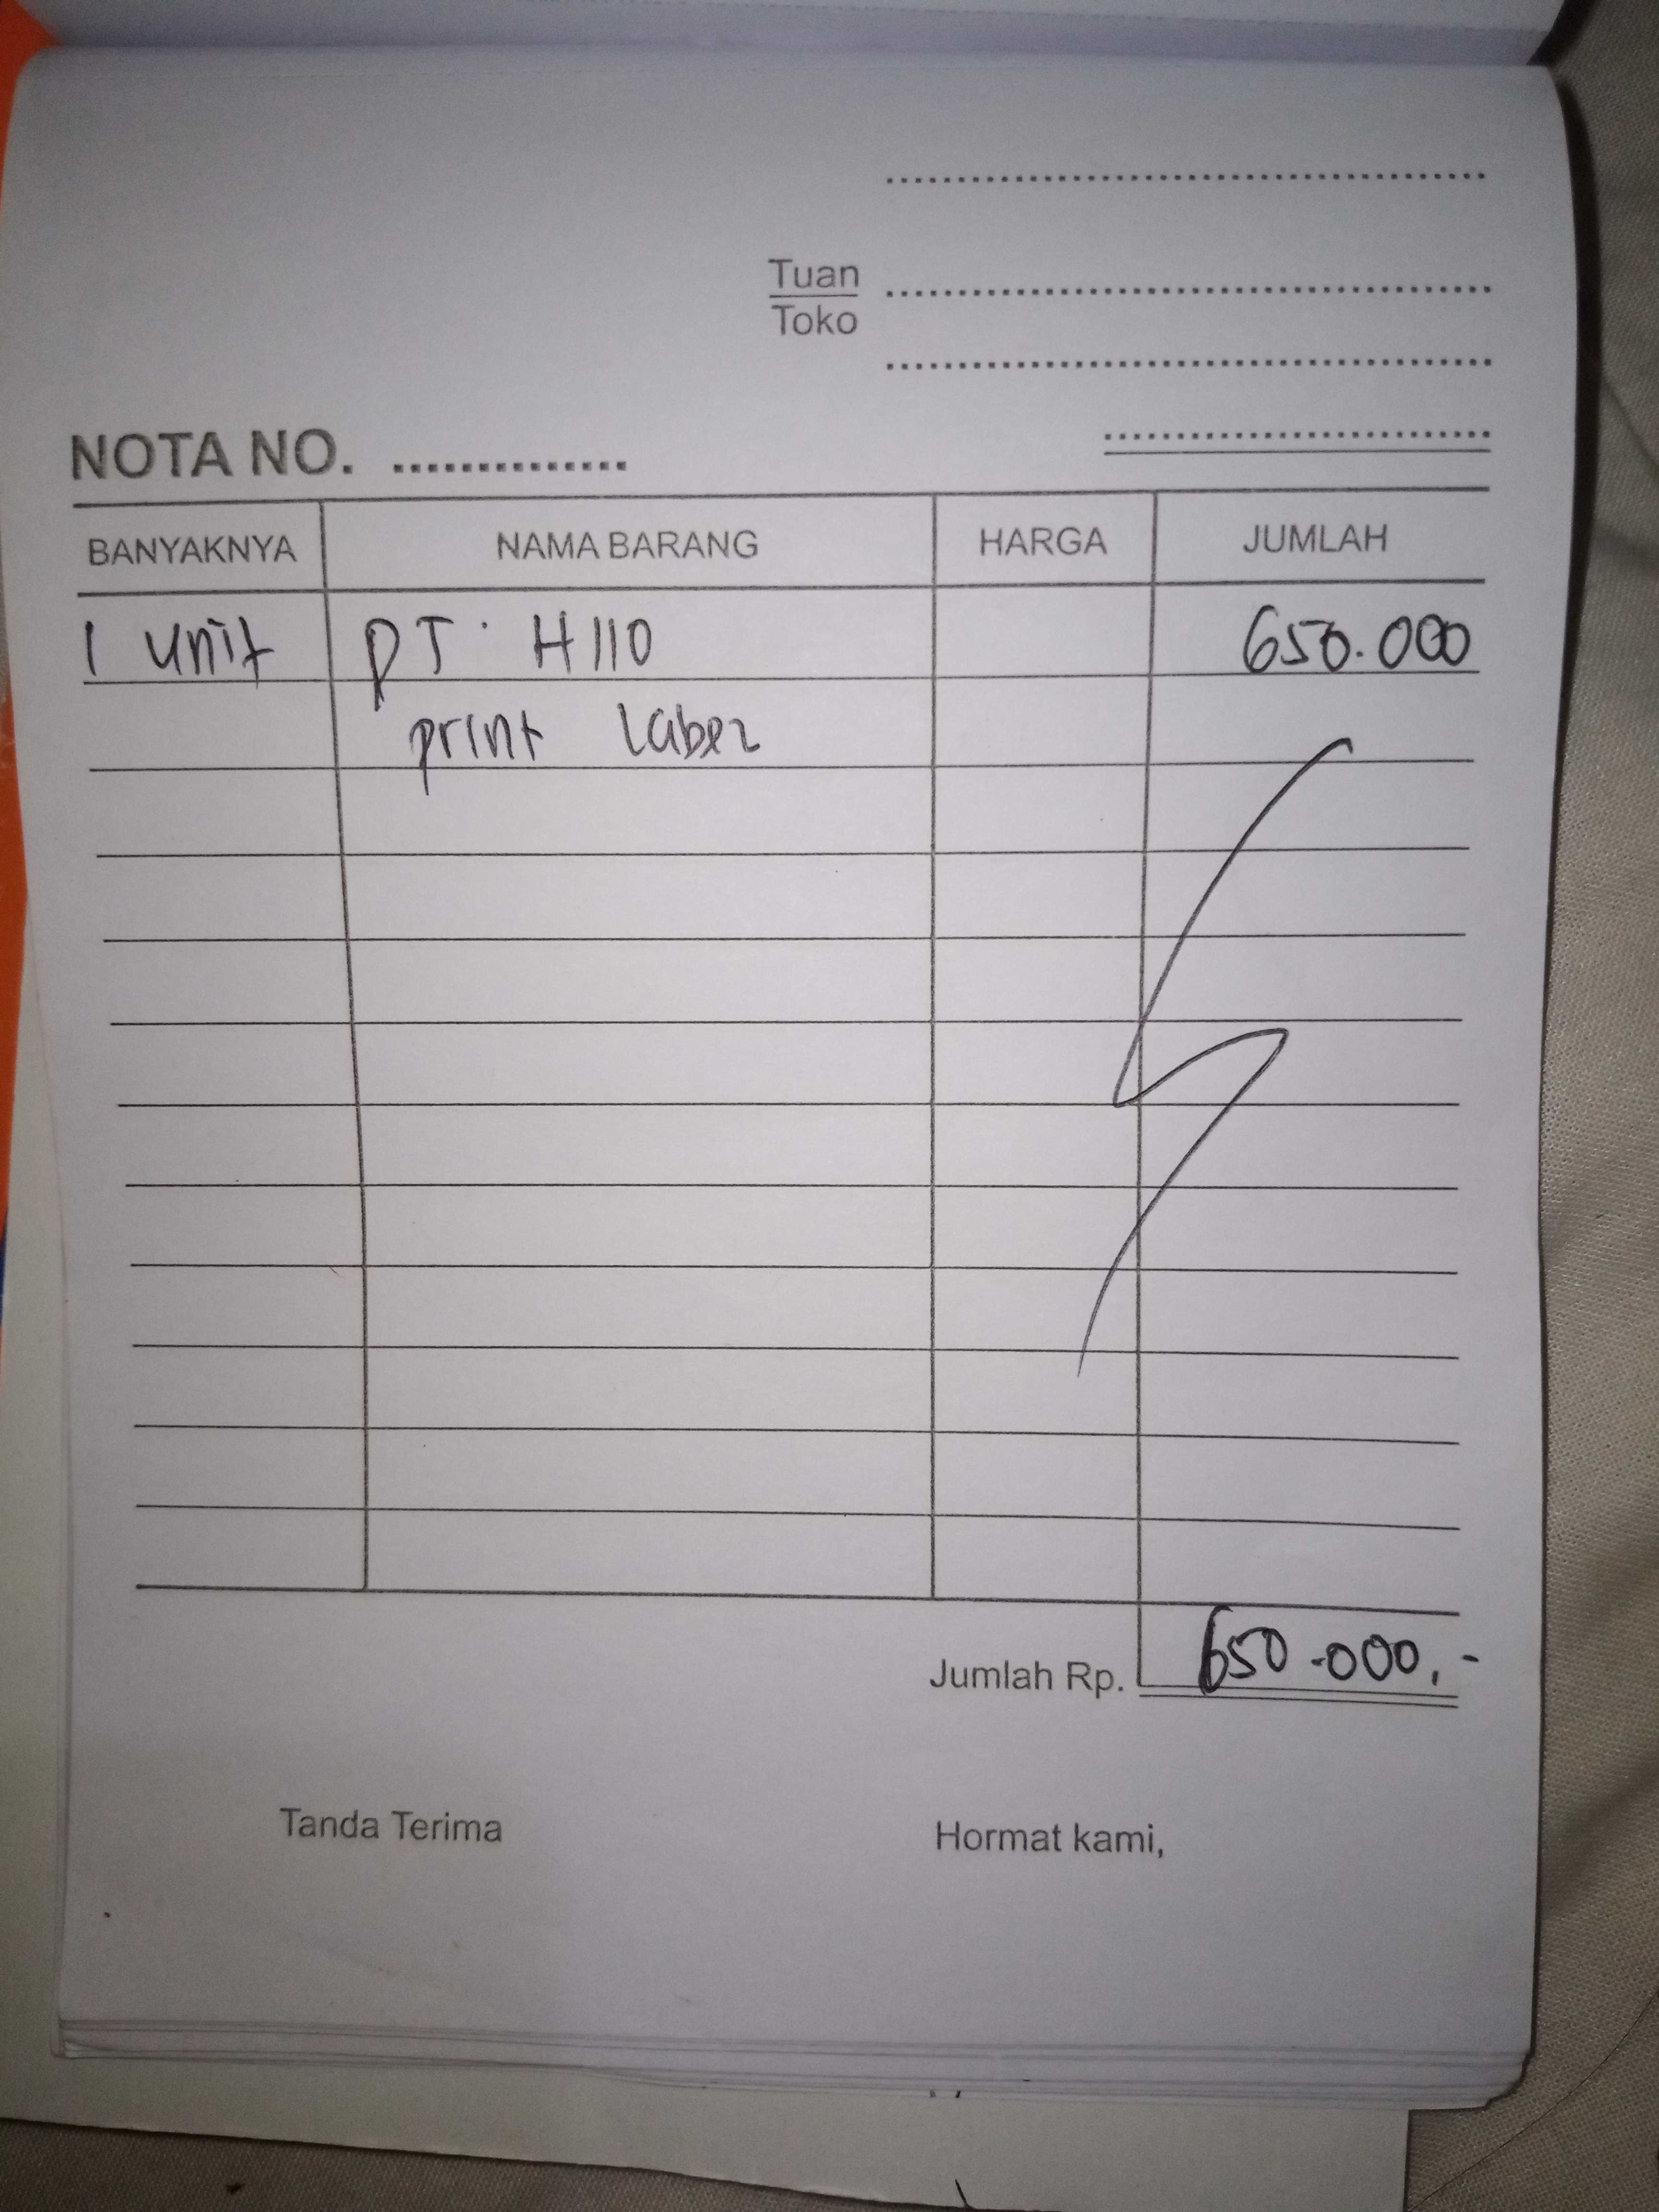 Tuan
Toko
NOTA NO.
BANYAKNYA NAMA BARANG HARGA JUMLAH
1 unit PT. H110 650.000
print Label
Jumlah Rp. 650.000,-
Tanda Terima Hormat kami,